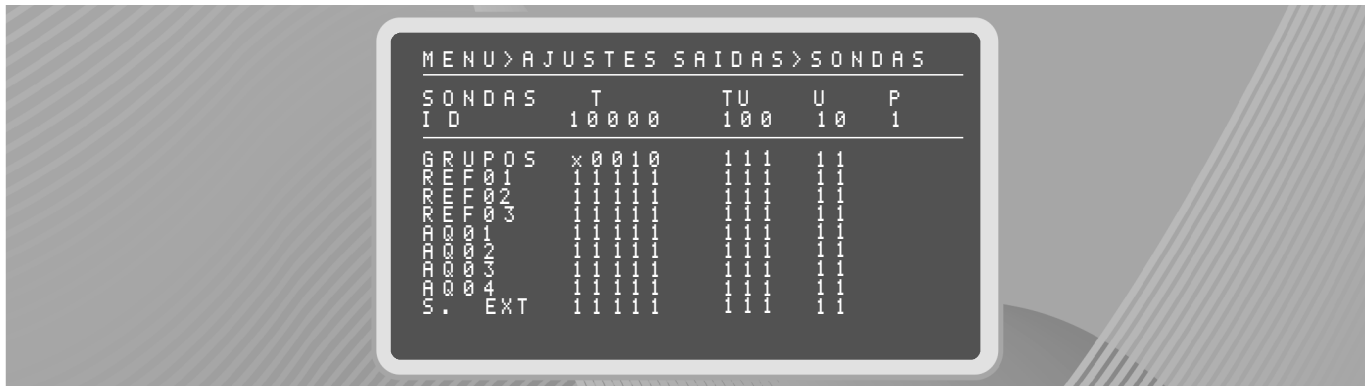 MENU>AJUSTES SAIDAS>SONDAS
SONDAS T TU U P
ID 10000 100 10 1
GRUPOS x0010 111 11
REF01 11111 111 11
REF02 11111 111 11
REF03 11111 111 11
AQ01 11111 111 11
AQ02 11111 111 11
AQ03 11111 111 11
AQ04 11111 111 11
S. EXT 11111 111 11